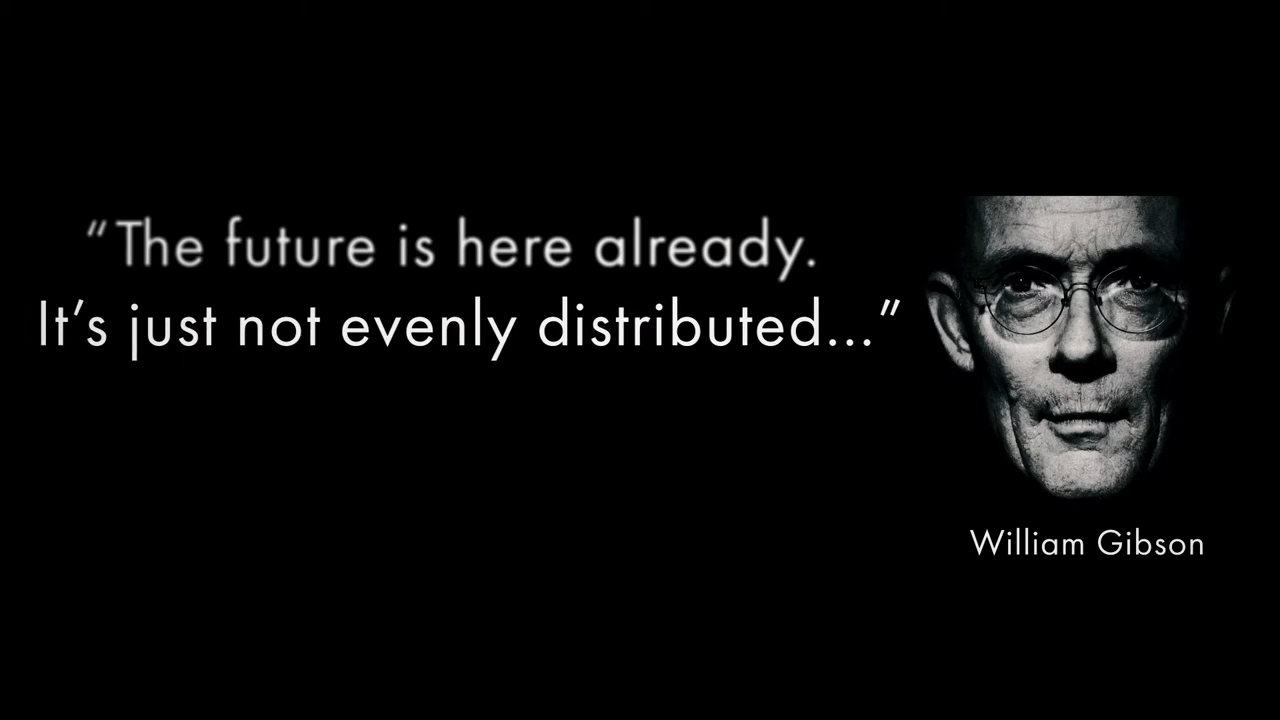 “The future is here already.
It’s just not evenly distributed...”
William Gibson